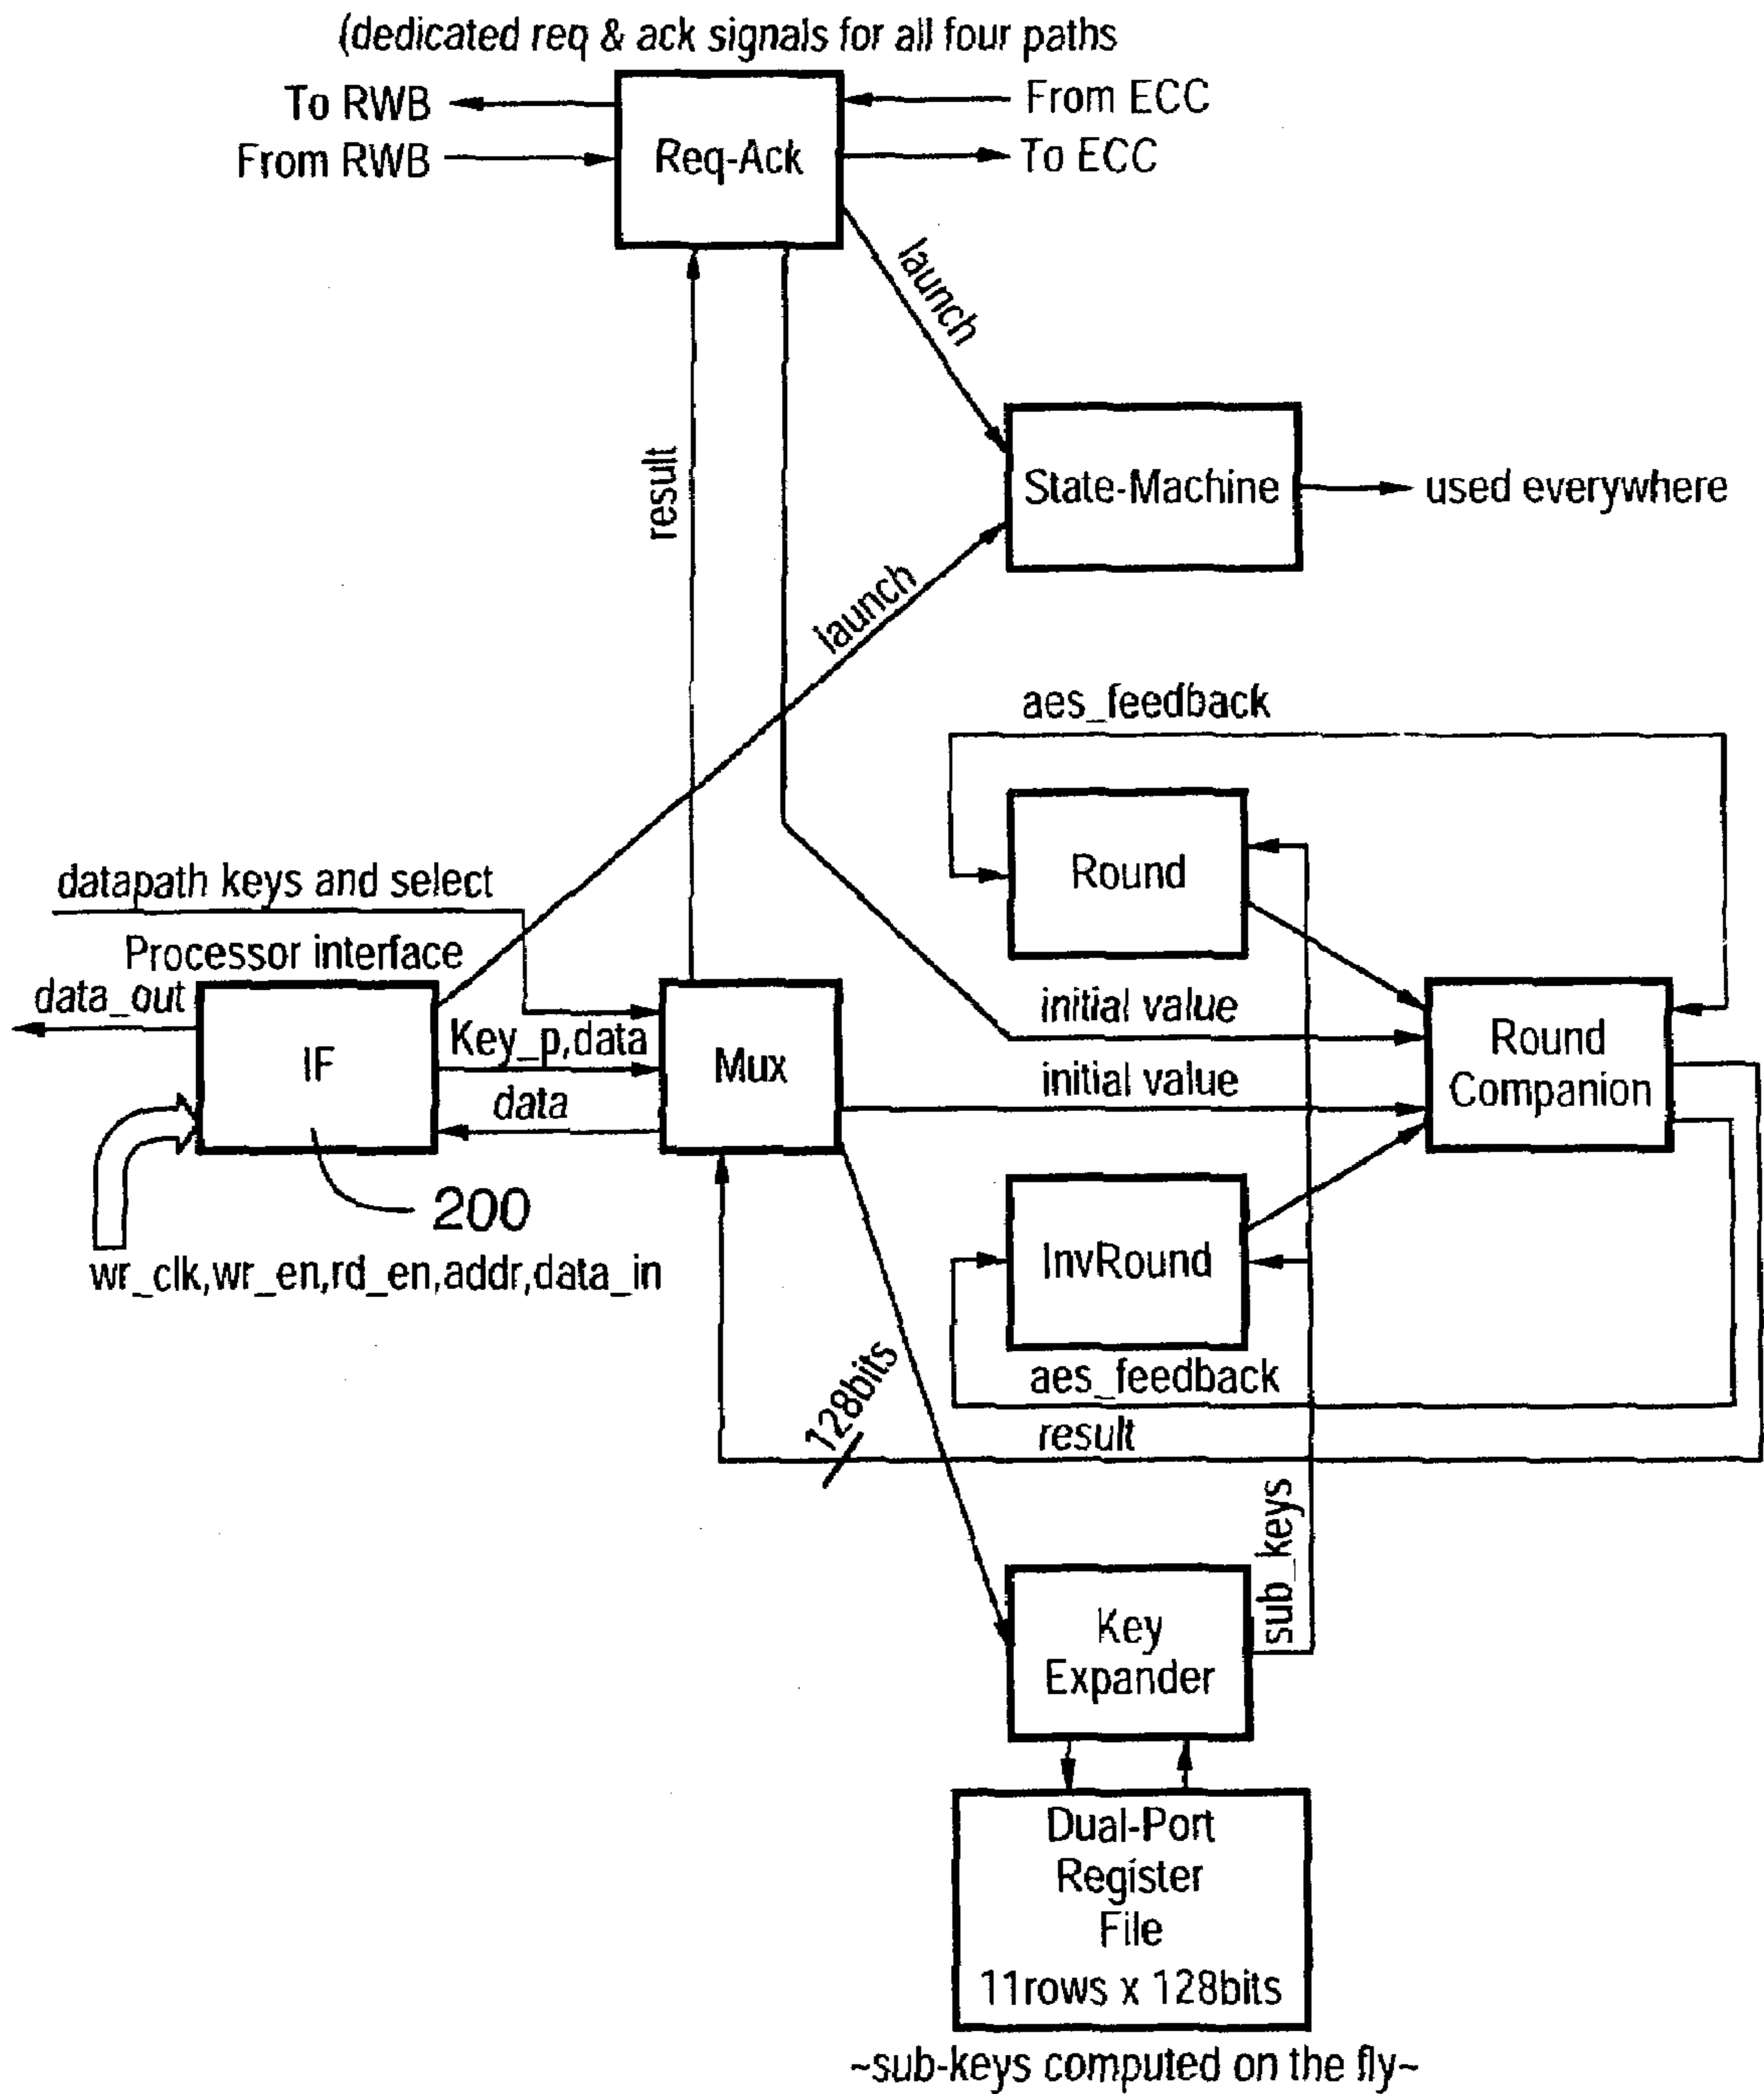 (dedicated req & ack signals for all four paths
To RWB
From ECC
From RWB
Req-Ack
To ECC
launch
result
State-Machine
used everywhere
launch
aes_feedback
Round
datapath keys and select
Processor interface
data_out
IF
Key_p,data
data
Mux
initial value
initial value
Round
Companion
200
wr_clk,wr_en,rd_en,addr,data_in
InvRound
aes_feedback
128bits
result
sub_keys
Key
Expander
Dual-Port
Register
File
11rows x 128bits
~sub-keys computed on the fly~